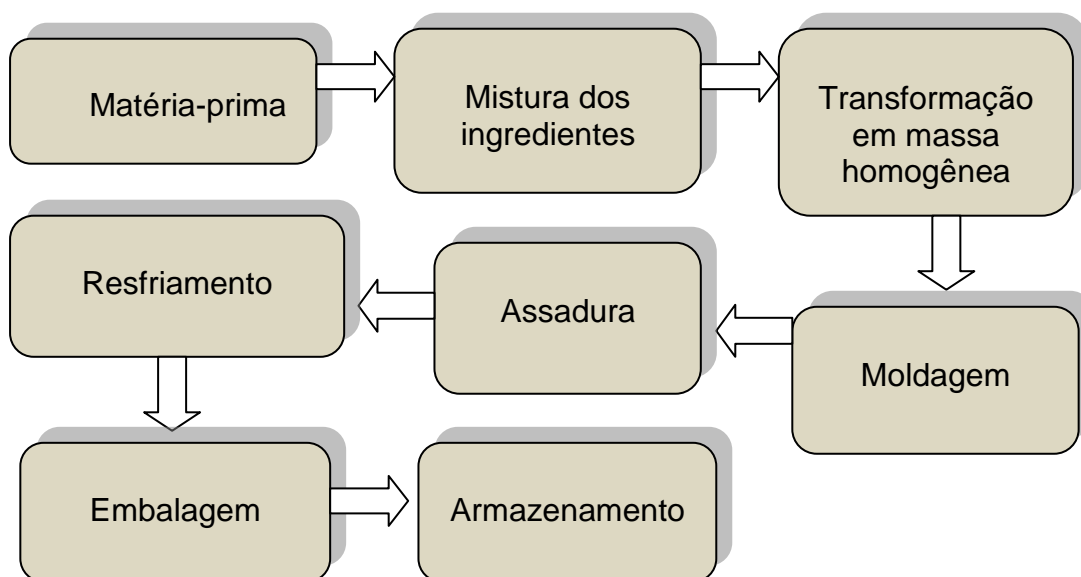 Matéria-prima
Mistura dos
ingredientes
Transformação
em massa
homogênea
Moldagem
Assadura
Resfriamento
Embalagem
Armazenamento